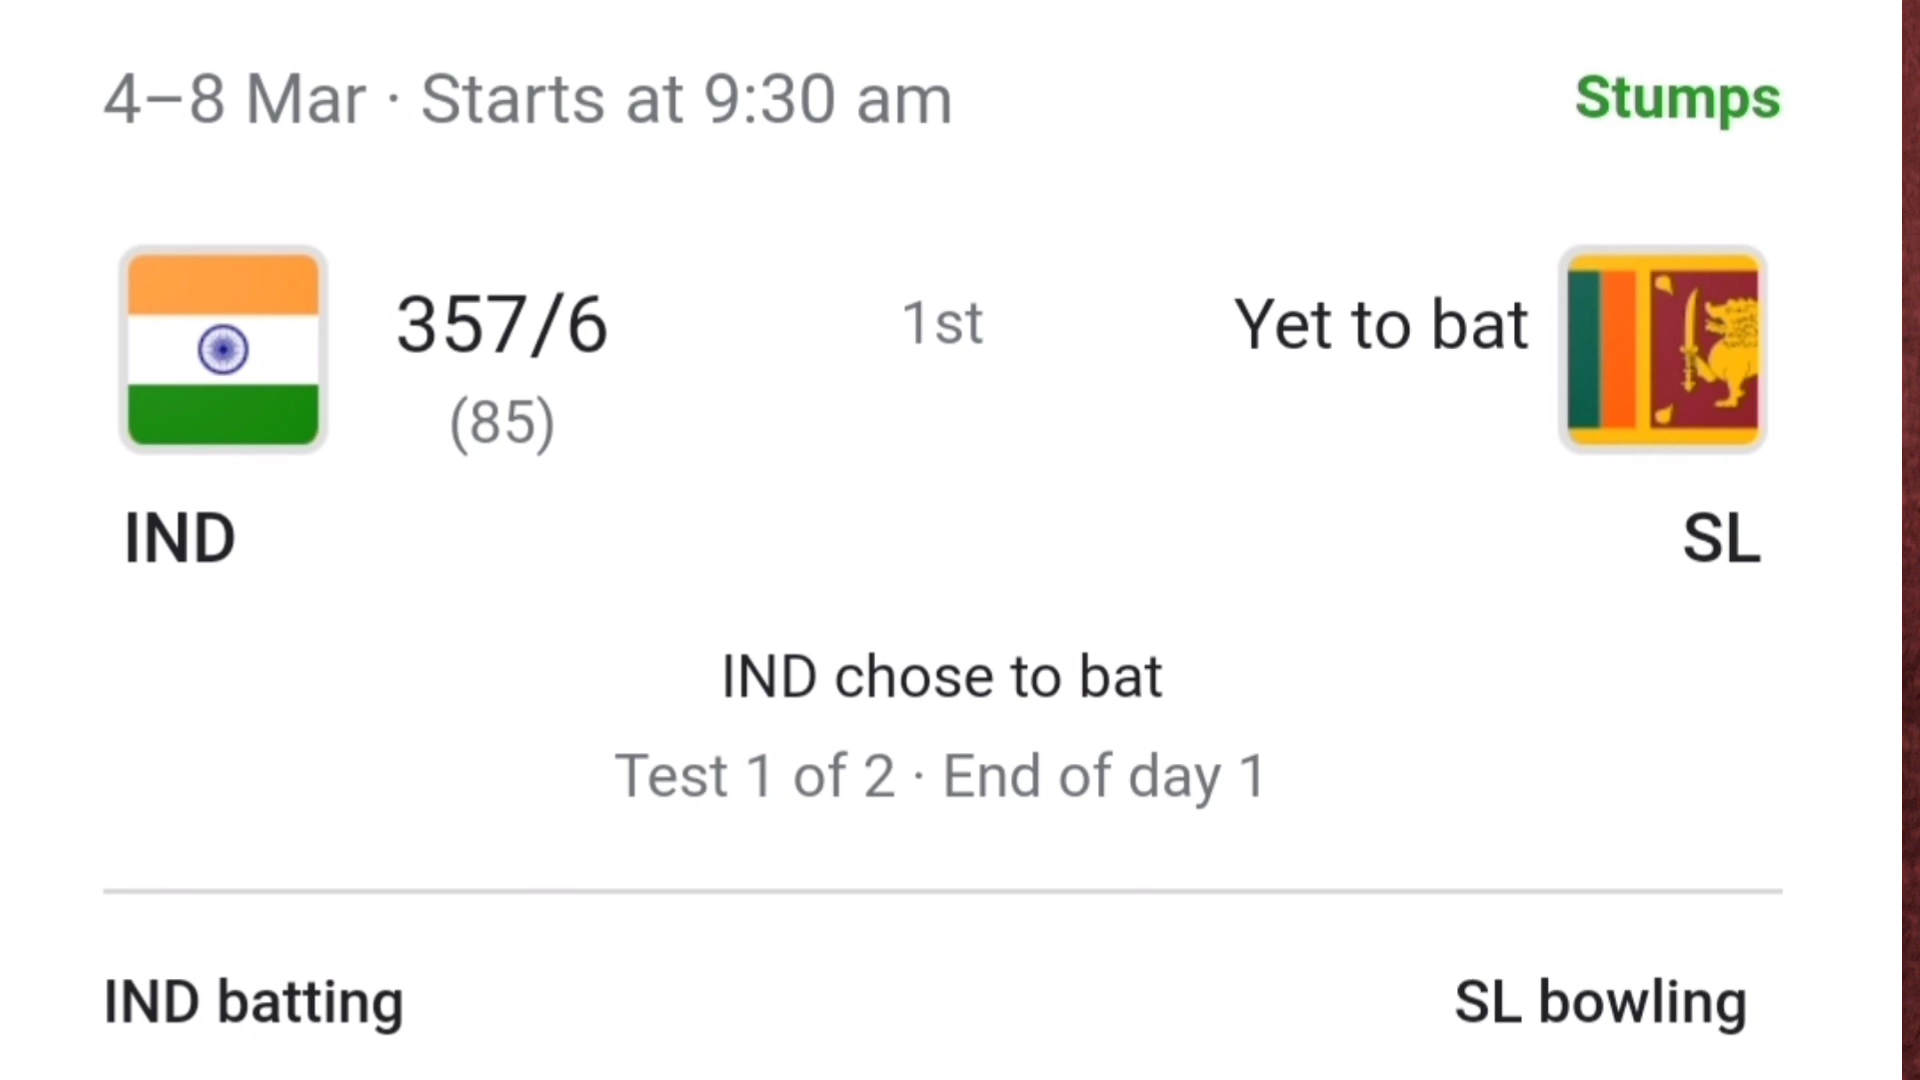 4–8 Mar · Starts at 9:30 am Stumps
357/6 1st Yet to bat
(85)
IND SL
IND chose to bat
Test 1 of 2 · End of day 1
IND batting SL bowling